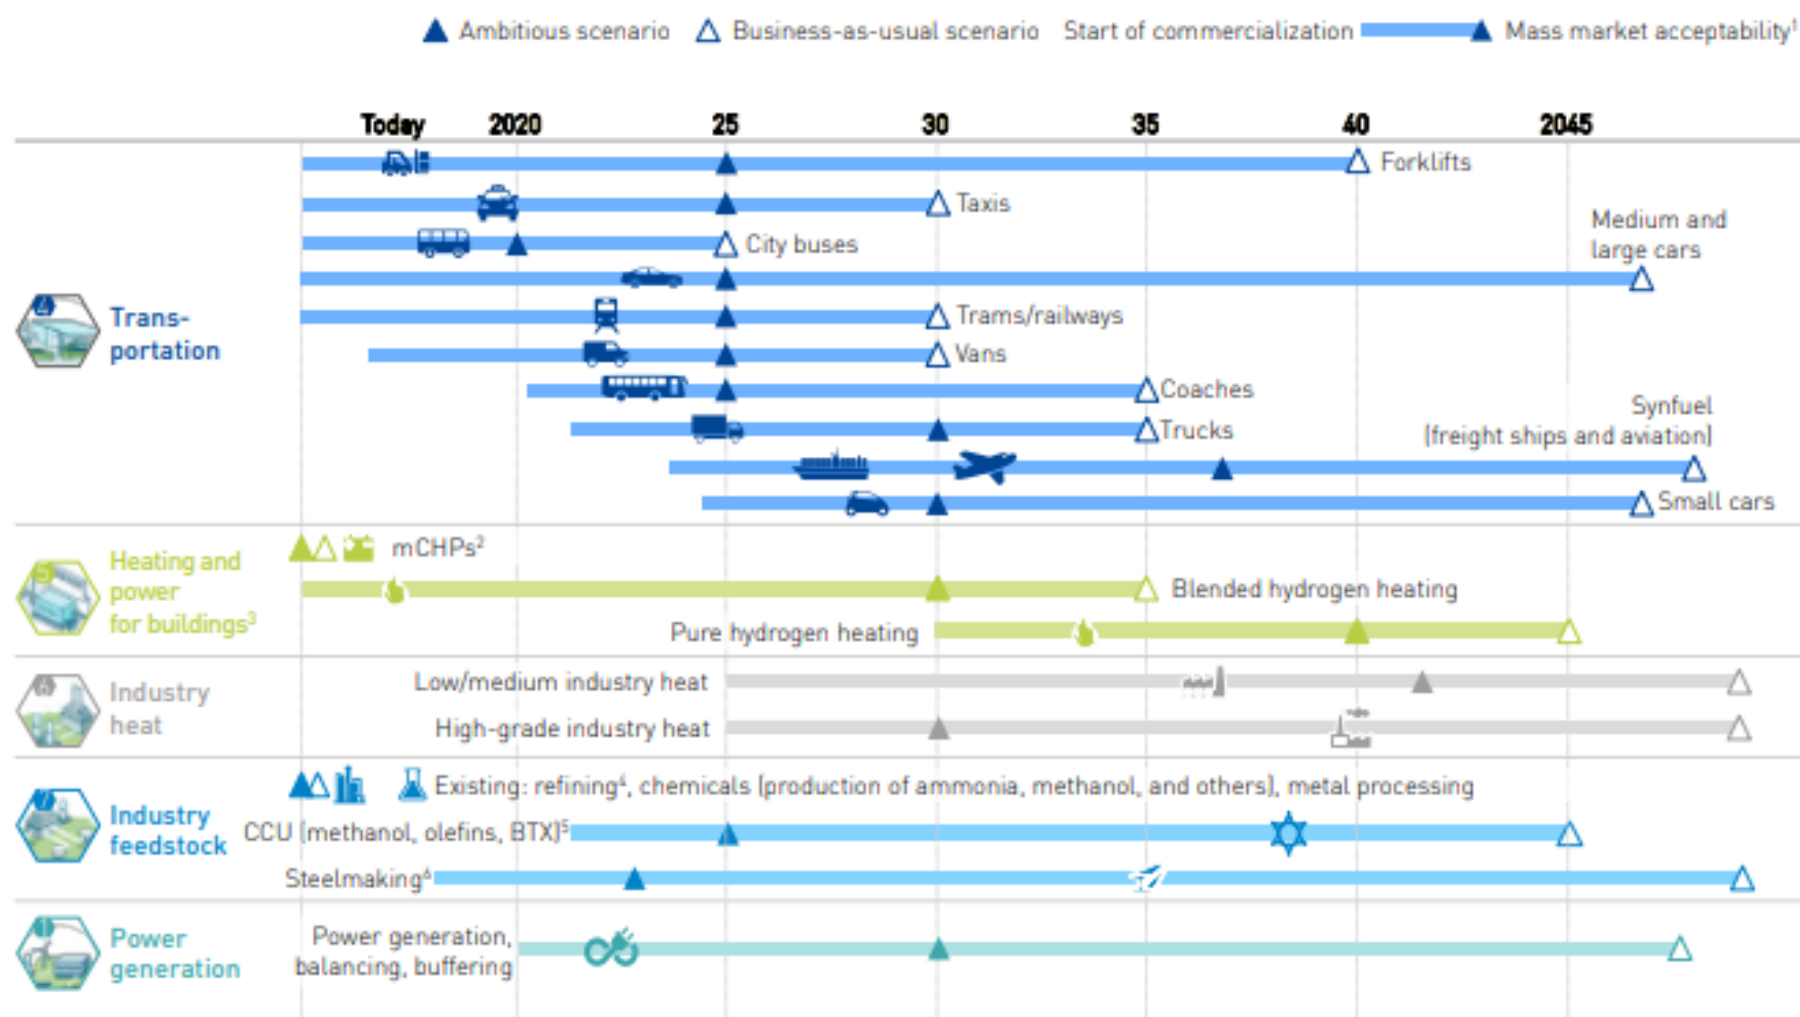 Ambitious scenario Business-as-usual scenario Start of commercialization Mass market acceptability¹
Today 2020 25 30 35 40 2045
Forklifts
Taxis
City buses
Medium and
large cars
Trans-
portation
Trams/railways
Vans
Coaches
Trucks
Synfuel
(freight ships and aviation)
Small cars
5
Heating and
power
for buildings³
mCHPs²
Blended hydrogen heating
Pure hydrogen heating
6
Industry
heat
Low/medium industry heat
High-grade industry heat
7
Industry
feedstock
Existing: refining⁴, chemicals (production of ammonia, methanol, and others), metal processing
CCU (methanol, olefins, BTX)⁵
Steelmaking⁶
1
Power
generation
Power generation,
balancing, buffering